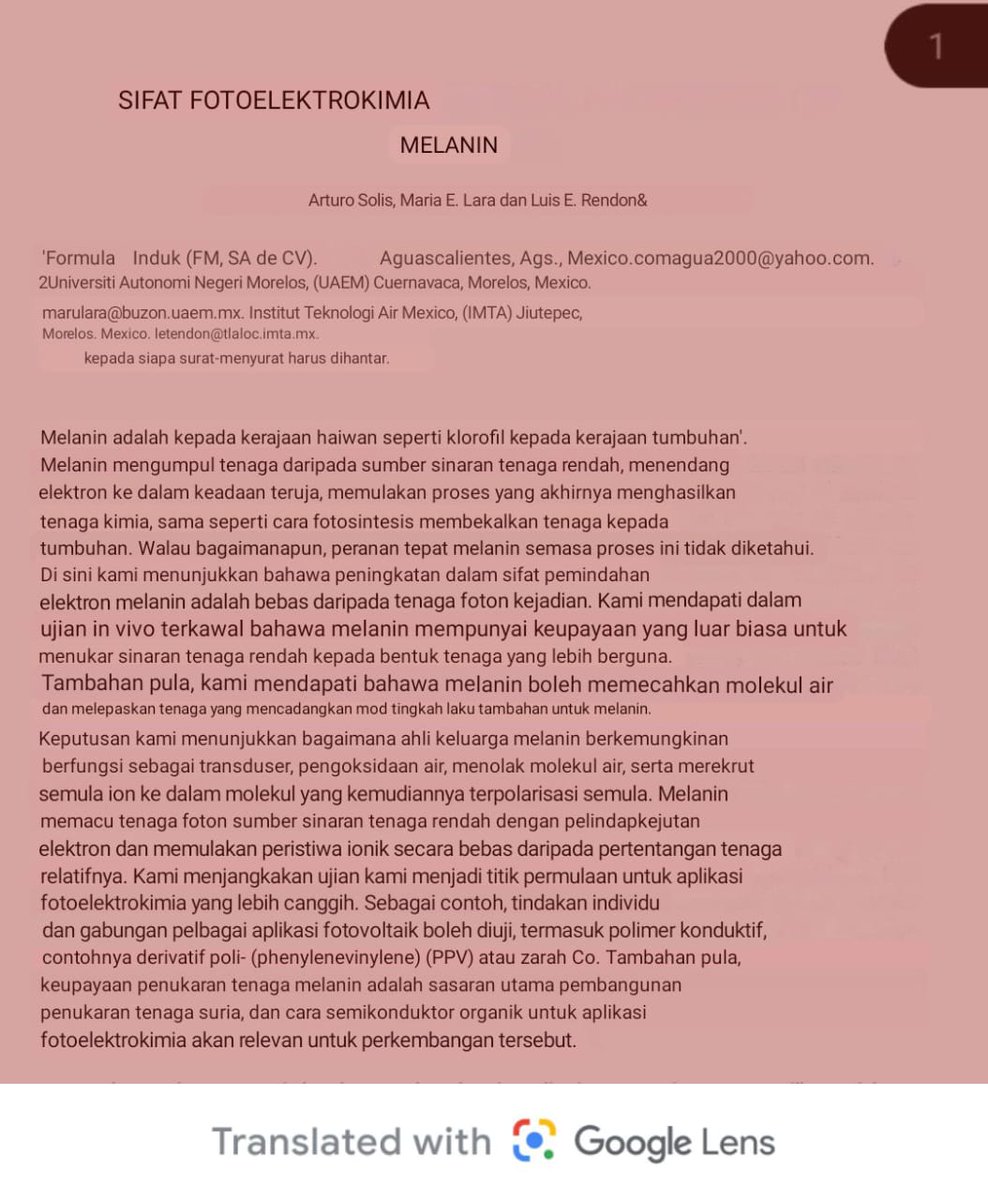 1
SIFAT FOTOELEKTROKIMIA
MELANIN
Arturo Solis, Maria E. Lara dan Luis E. Rendon&
'Formula Induk (FM, SA de CV). Aguascalientes, Ags., Mexico.comagua2000@yahoo.com.
2Universiti Autonomi Negeri Morelos, (UAEM) Cuernavaca, Morelos, Mexico.
marulara@buzon.uaem.mx. Institut Teknologi Air Mexico, (IMTA) Jiutepec,
Morelos. Mexico. letendon@tlaloc.imta.mx.
kepada siapa surat-menyurat harus dihantar.
Melanin adalah kepada kerajaan haiwan seperti klorofil kepada kerajaan tumbuhan'.
Melanin mengumpul tenaga daripada sumber sinaran tenaga rendah, menendang
elektron ke dalam keadaan teruja, memulakan proses yang akhirnya menghasilkan
tenaga kimia, sama seperti cara fotosintesis membekalkan tenaga kepada
tumbuhan. Walau bagaimanapun, peranan tepat melanin semasa proses ini tidak diketahui.
Di sini kami menunjukkan bahawa peningkatan dalam sifat pemindahan
elektron melanin adalah bebas daripada tenaga foton kejadian. Kami mendapati dalam
ujian in vivo terkawal bahawa melanin mempunyai keupayaan yang luar biasa untuk
menukar sinaran tenaga rendah kepada bentuk tenaga yang lebih berguna.
Tambahan pula, kami mendapati bahawa melanin boleh memecahkan molekul air
dan melepaskan tenaga yang mencadangkan mod tingkah laku tambahan untuk melanin.
Keputusan kami menunjukkan bagaimana ahli keluarga melanin berkemungkinan
berfungsi sebagai transduser, pengoksidaan air, menolak molekul air, serta merekrut
semula ion ke dalam molekul yang kemudiannya terpolarisasi semula. Melanin
memacu tenaga foton sumber sinaran tenaga rendah dengan pelindapkejutan
elektron dan memulakan peristiwa ionik secara bebas daripada pertentangan tenaga
relatifnya. Kami menjangkakan ujian kami menjadi titik permulaan untuk aplikasi
fotoelektrokimia yang lebih canggih. Sebagai contoh, tindakan individu
dan gabungan pelbagai aplikasi fotovoltaik boleh diuji, termasuk polimer konduktif,
contohnya derivatif poli- (phenylenevinylene) (PPV) atau zarah Co. Tambahan pula,
keupayaan penukaran tenaga melanin adalah sasaran utama pembangunan
penukaran tenaga suria, dan cara semikonduktor organik untuk aplikasi
fotoelektrokimia akan relevan untuk perkembangan tersebut.
Translated with Google Lens